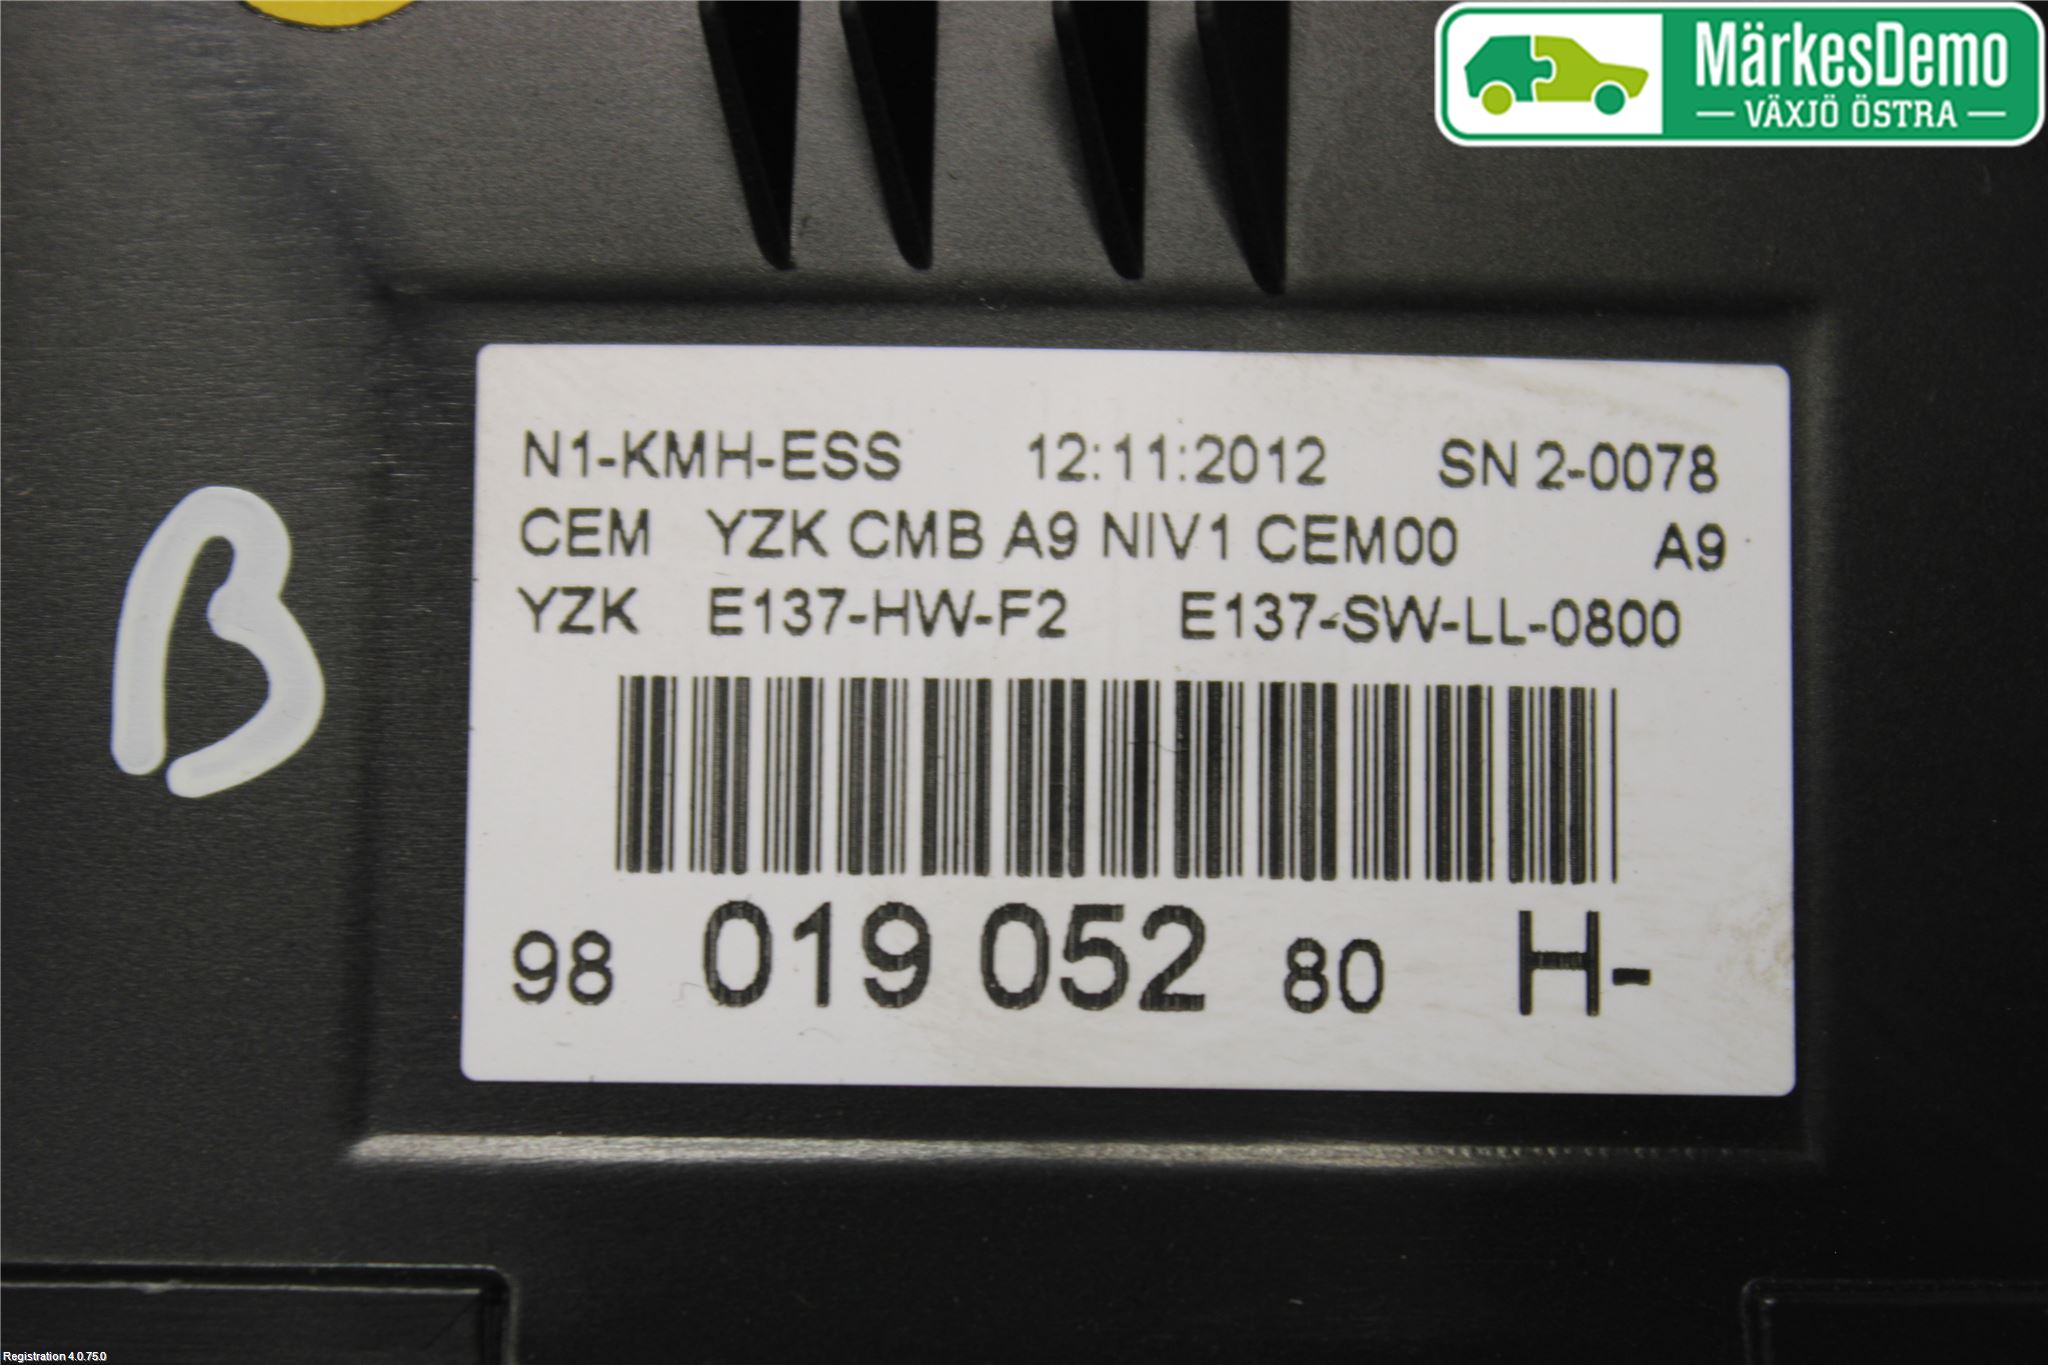 MärkesDemo
VÄXJÖ ÖSTRA
N1-KMH-ESS 12:11:2012 SN 2-0078
CEM YZK CMB A9 NIV1 CEM00 A9
YZK E137-HW-F2 E137-SW-LL-0800
B
98 019 052 80 H-
Registration 4.0.75.0